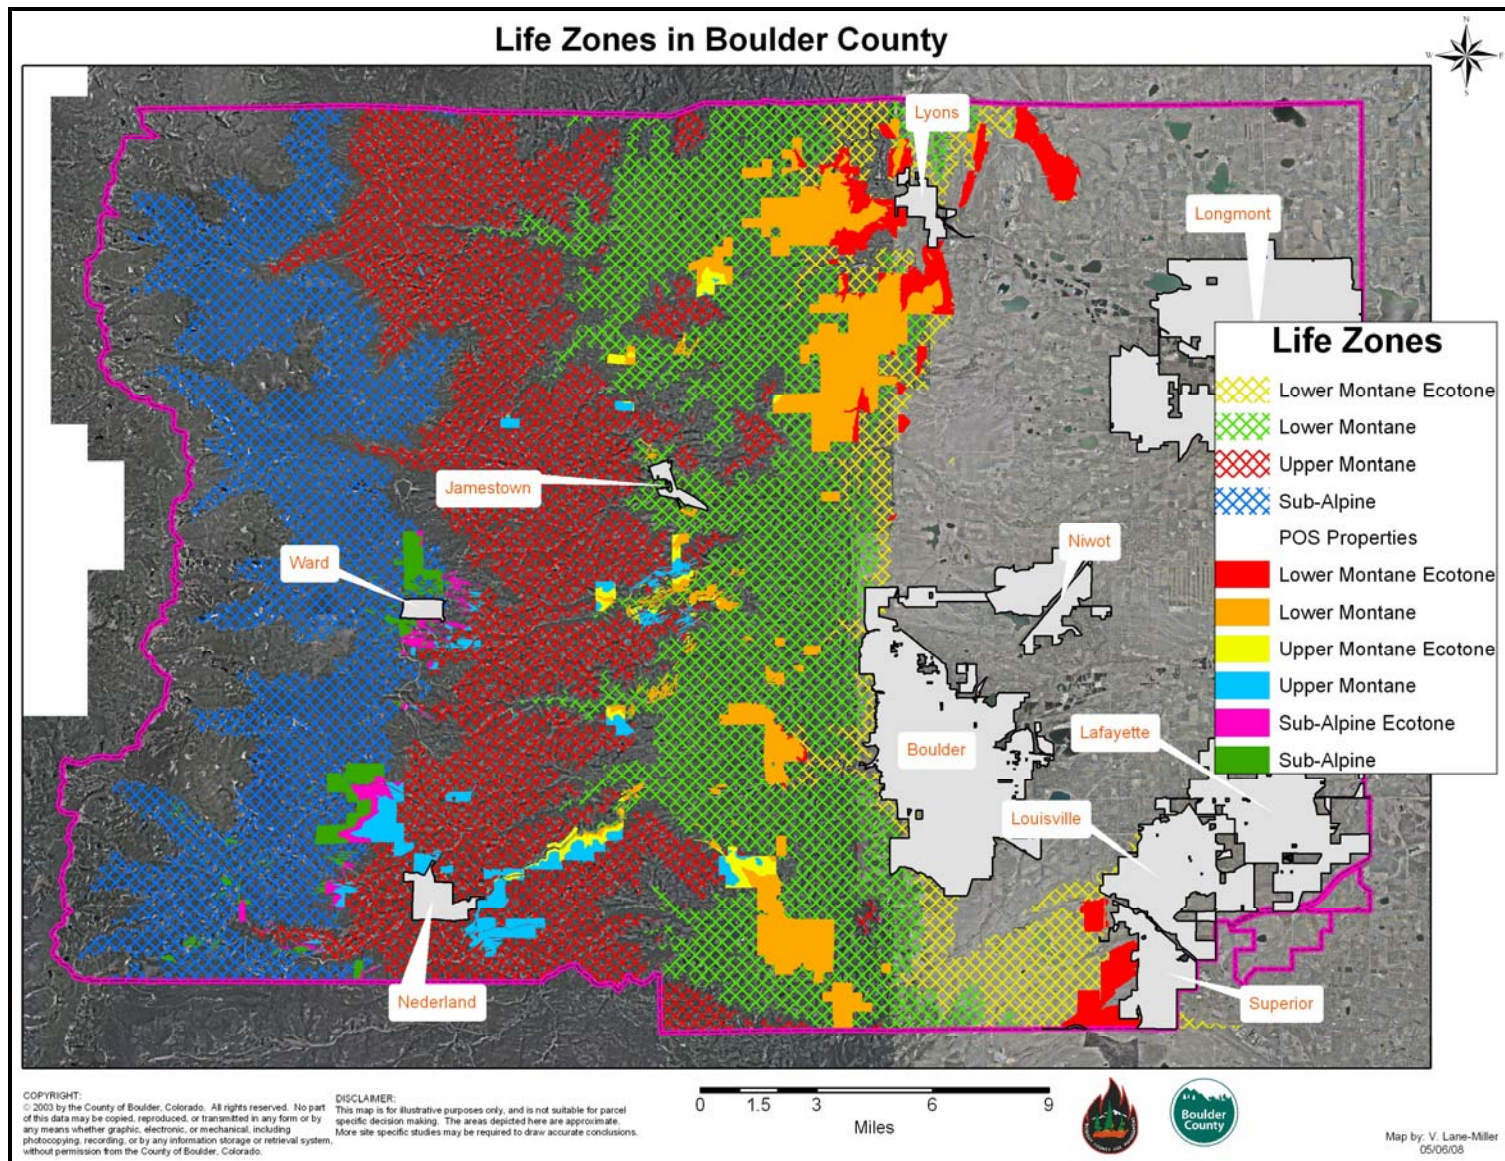 Life Zones in Boulder County
N
W
E
S
Lyons
Longmont
Life Zones
Lower Montane Ecotone
Lower Montane
Upper Montane
Sub-Alpine
POS Properties
Lower Montane Ecotone
Lower Montane
Upper Montane Ecotone
Upper Montane
Sub-Alpine Ecotone
Sub-Alpine
Jamestown
Niwot
Ward
Lafayette
Boulder
Louisville
Nederland
Superior
COPYRIGHT:
© 2003 by the County of Boulder, Colorado. All rights reserved. No part
of this data may be copied, reproduced, or transmitted in any form or by
any means whether graphic, electronic, or mechanical, including
photocopying, recording, or by any information storage or retrieval system,
without permission from the County of Boulder, Colorado.
DISCLAIMER:
This map is for illustrative purposes only, and is not suitable for parcel
specific decision making. The areas depicted here are approximate.
More site specific studies may be required to draw accurate conclusions.
0 1.5 3 6 9
Miles
Boulder
County
Map by: V. Lane-Miller
05/06/08